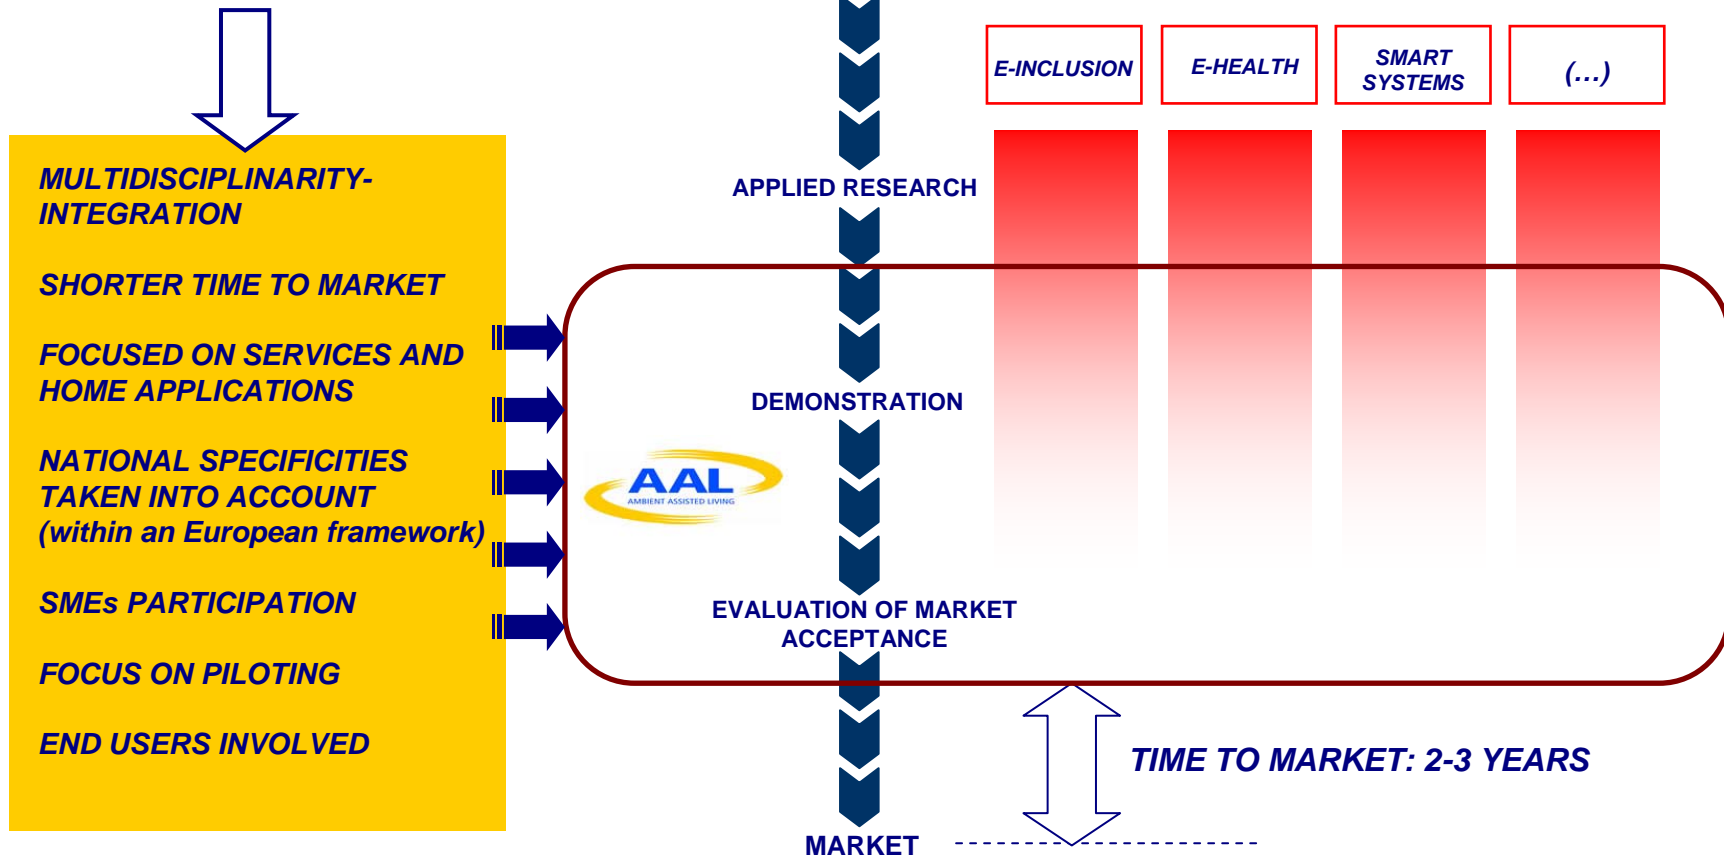 MULTIDISCIPLINARITY-
INTEGRATION
SHORTER TIME TO MARKET
FOCUSED ON SERVICES AND
HOME APPLICATIONS
NATIONAL SPECIFICITIES
TAKEN INTO ACCOUNT
(within an European framework)
SMEs PARTICIPATION
FOCUS ON PILOTING
END USERS INVOLVED
AAL
AMBIENT ASSISTED LIVING
APPLIED RESEARCH
DEMONSTRATION
EVALUATION OF MARKET
ACCEPTANCE
MARKET
E-INCLUSION
E-HEALTH
SMART
SYSTEMS
(...)
TIME TO MARKET: 2-3 YEARS